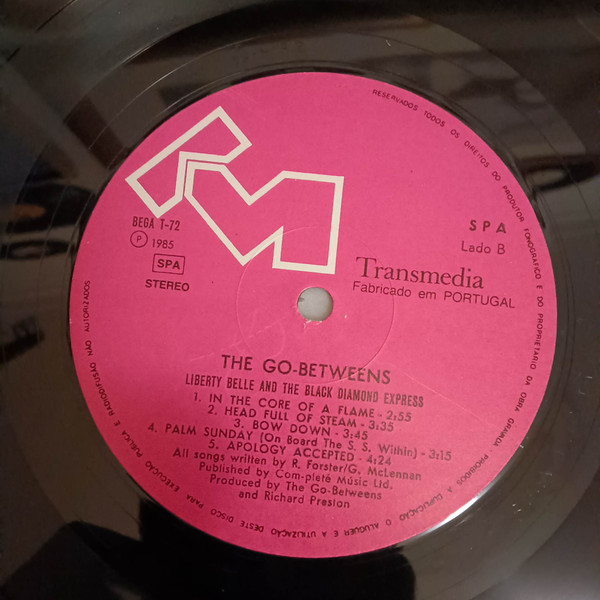 RESERVADOS TODOS OS DIREITOS DO PRODUTOR FONOGRÁFICO E DO PROPRIETÁRIO DA OBRA GRAVADA PROIBIDOS A DUPLICAÇÃO O ALUGUER E A UTILIZAÇÃO DESTE DISCO PARA EXECUÇÃO PÚBLICA E RADIODIFUSÃO NÃO AUTORIZADOS
BEGA T-72
Ⓟ 1985
SPA
STEREO
SPA
Lado B
Transmedia
Fabricado em PORTUGAL
THE GO-BETWEENS
LIBERTY BELLE AND THE BLACK DIAMOND EXPRESS
1. IN THE CORE OF A FLAME - 2:55
2. HEAD FULL OF STEAM - 3:35
3. BOW DOWN - 3:45
4. PALM SUNDAY (On Board The S. S. Within) - 3:15
5. APOLOGY ACCEPTED - 4:24
All songs written by R. Forster/G. McLennan
Published by Com-pleté Músic Ltd.
Produced by The Go-Betweens
and Richard Preston